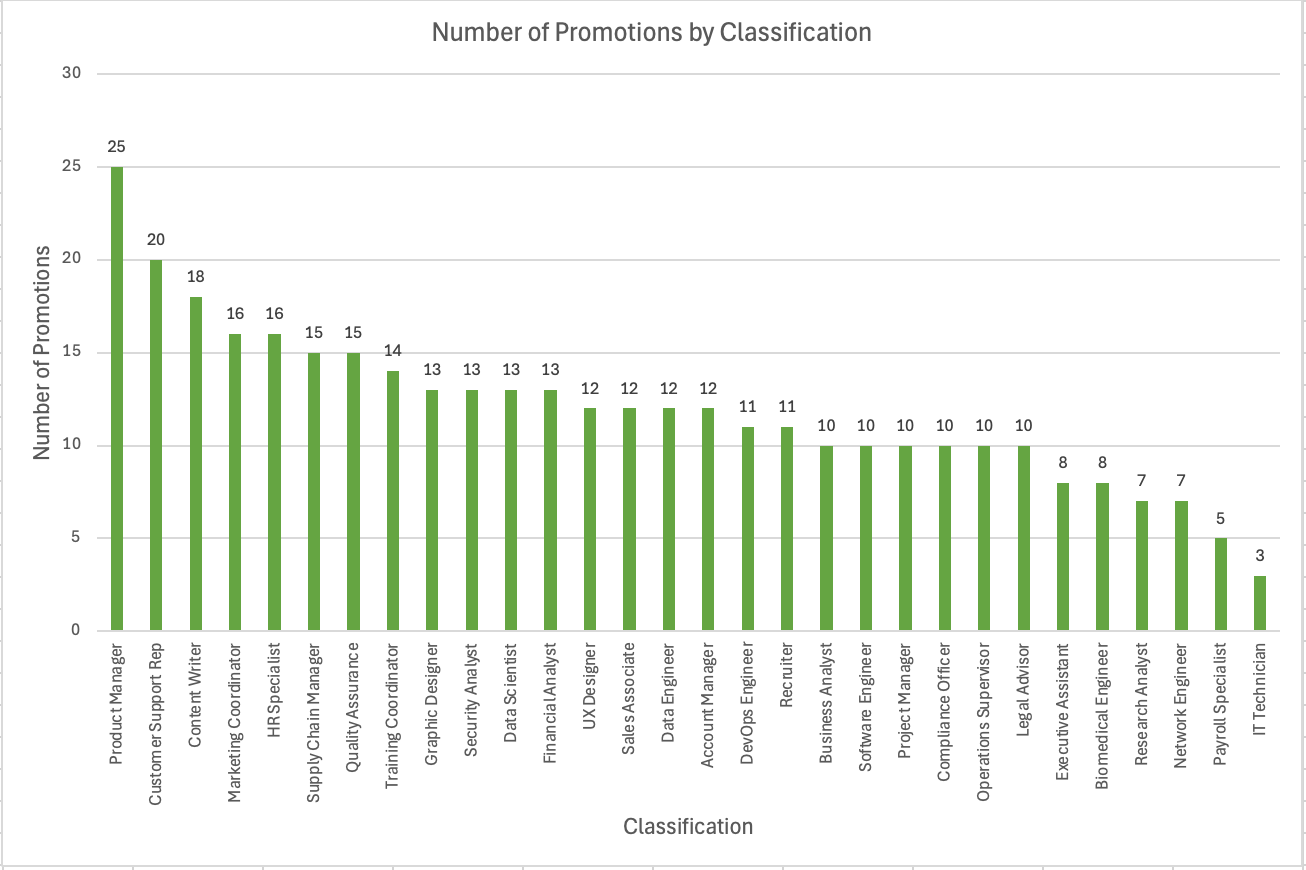 Number of Promotions by Classification
30
25
20
15
10
5
0
Number of Promotions
25
20
18
16
16
15
15
14
13
13
13
13
12
12
12
12
11
11
10
10
10
10
10
10
8
8
7
7
5
3
Product Manager
Customer Support Rep
Content Writer
Marketing Coordinator
HR Specialist
Supply Chain Manager
Quality Assurance
Training Coordinator
Graphic Designer
Security Analyst
Data Scientist
Financial Analyst
UX Designer
Sales Associate
Data Engineer
Account Manager
DevOps Engineer
Recruiter
Business Analyst
Software Engineer
Project Manager
Compliance Officer
Operations Supervisor
Legal Advisor
Executive Assistant
Biomedical Engineer
Research Analyst
Network Engineer
Payroll Specialist
IT Technician
Classification